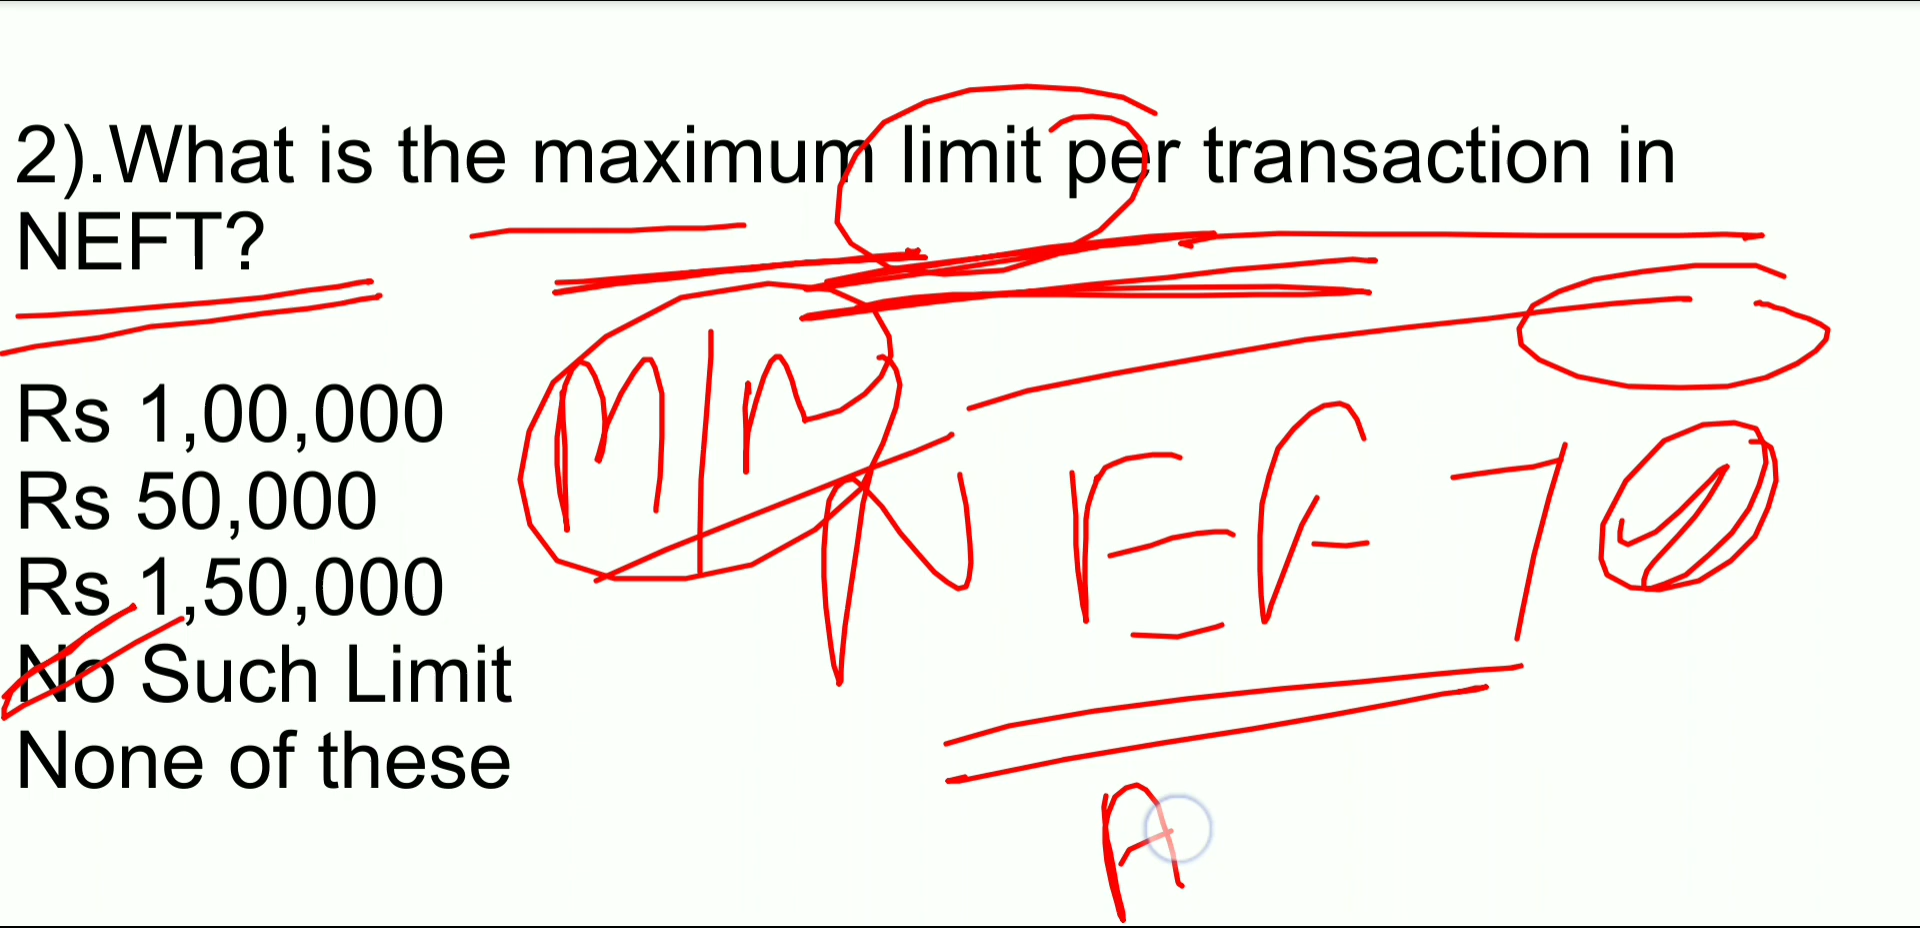 2).What is the maximum limit per transaction in
NEFT?
Rs 1,00,000
Rs 50,000
Rs 1,50,000
No Such Limit
None of these
MIN
NEFT